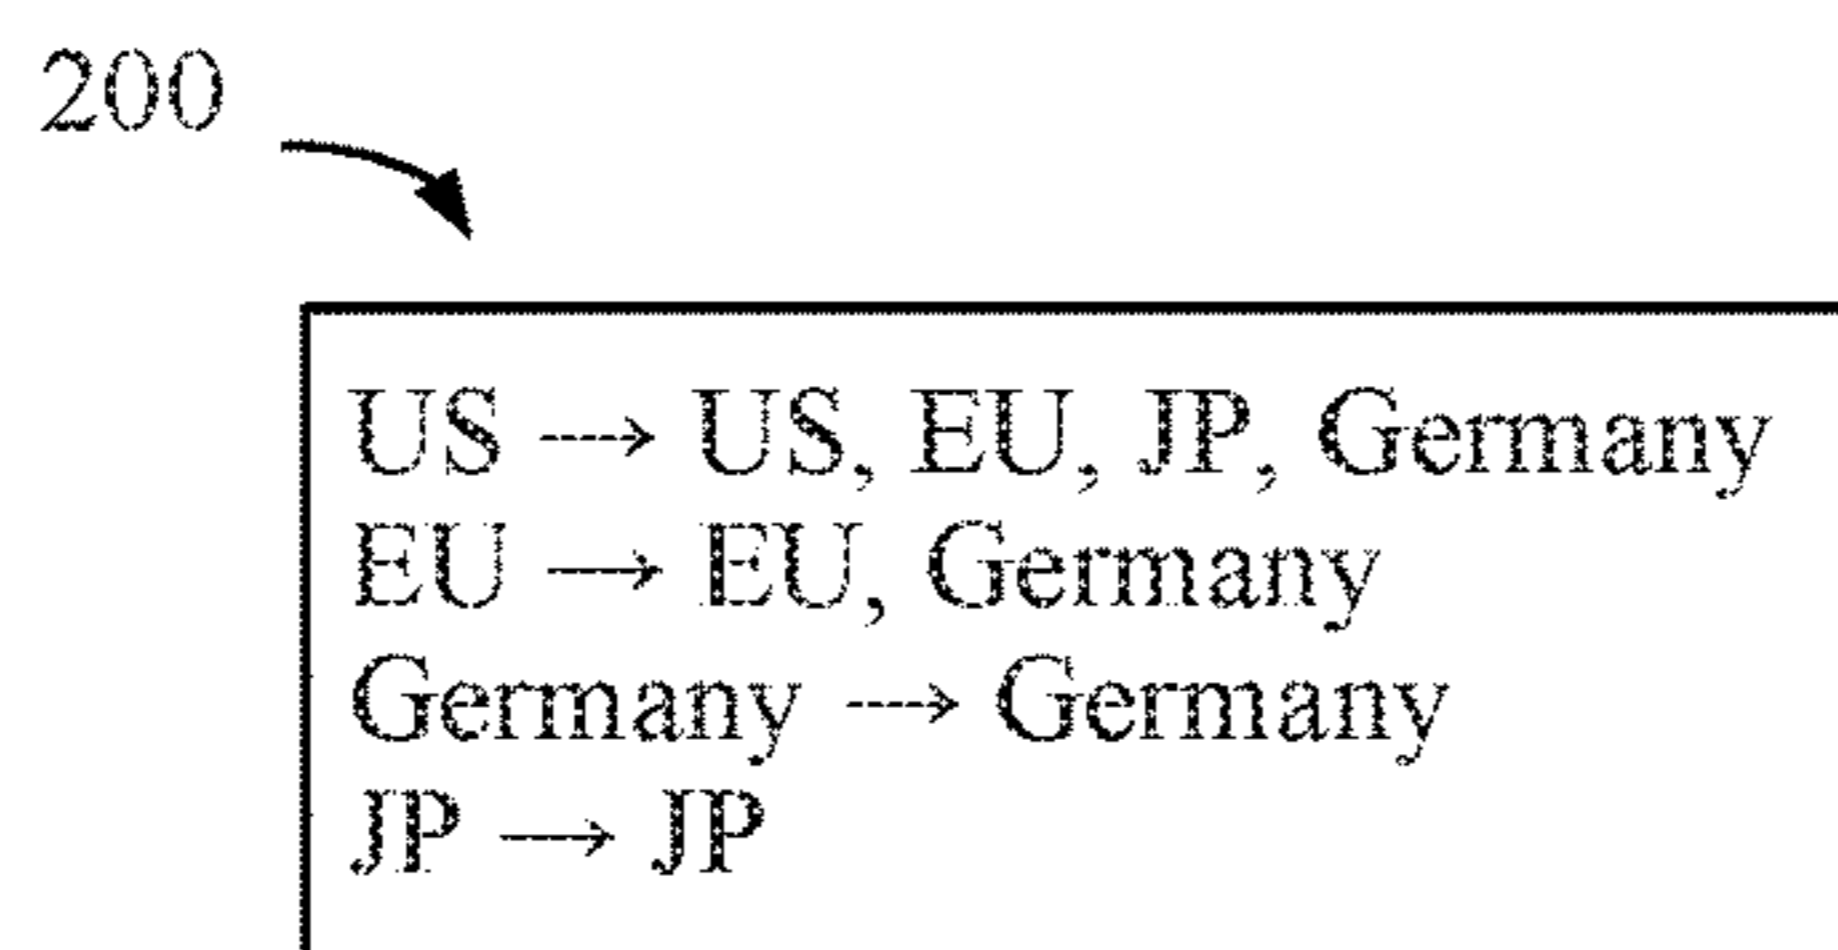 200
US → US, EU, JP, Germany
EU → EU, Germany
Germany → Germany
JP → JP